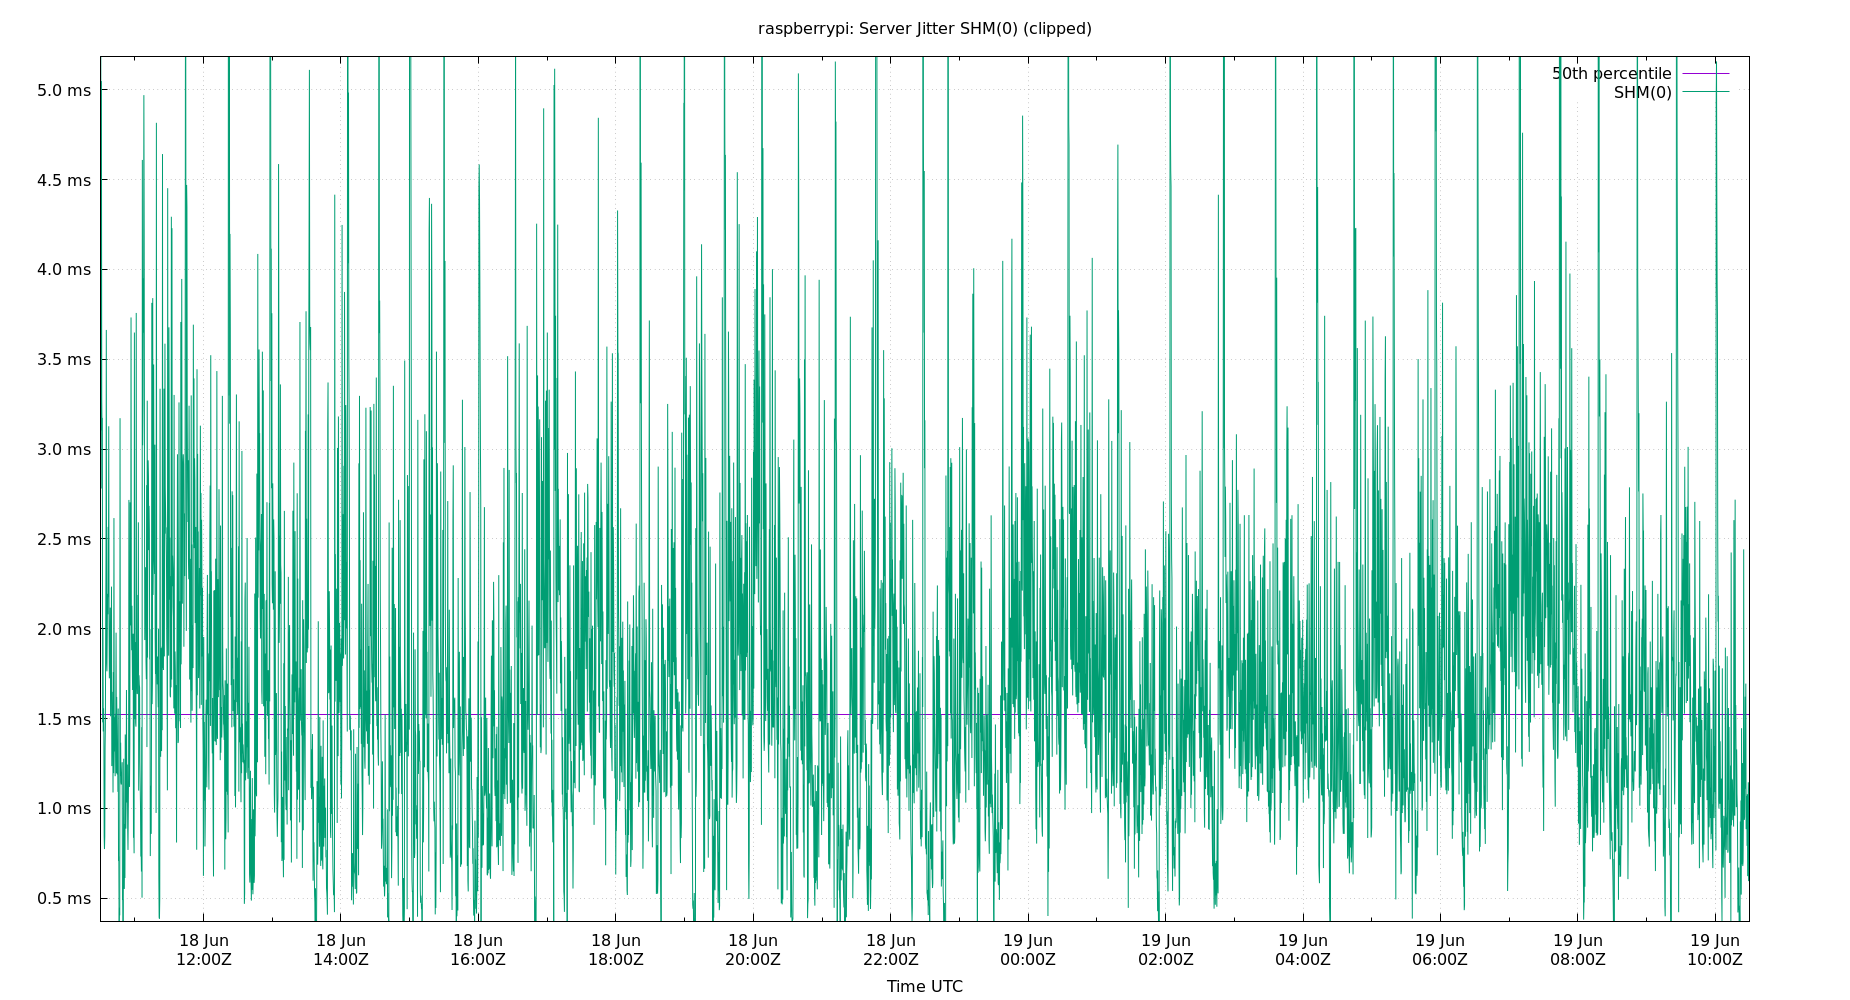 raspberrypi: Server Jitter SHM(0) (clipped)
50th percentile
SHM(0)
5.0 ms
4.5 ms
4.0 ms
3.5 ms
3.0 ms
2.5 ms
2.0 ms
1.5 ms
1.0 ms
0.5 ms
18 Jun 18 Jun 18 Jun 18 Jun 18 Jun 18 Jun 19 Jun 19 Jun 19 Jun 19 Jun 19 Jun 19 Jun
12:00Z 14:00Z 16:00Z 18:00Z 20:00Z 22:00Z 00:00Z 02:00Z 04:00Z 06:00Z 08:00Z 10:00Z
Time UTC